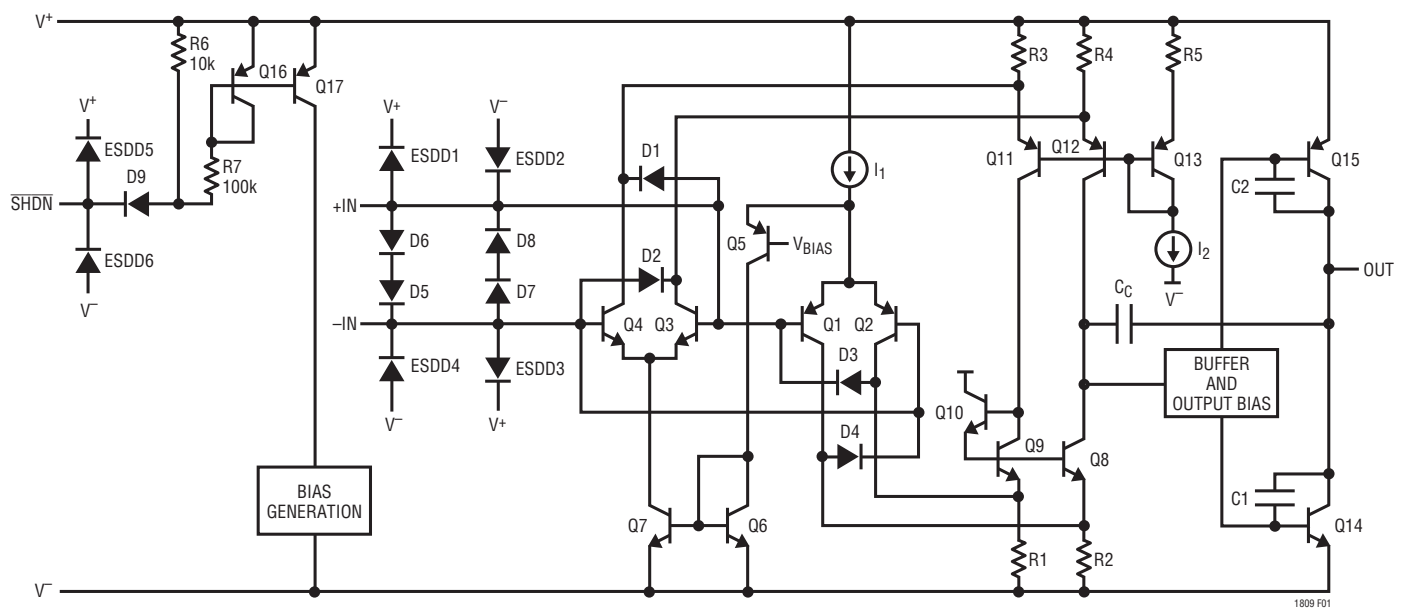 V+
R6
10k
Q16
Q17
R3
R4
R5
V+
ESDD5
D9
R7
100k
SHDN
ESDD6
V–
V+
V–
ESDD1
ESDD2
D1
+IN
D6
D8
D2
D5
D7
–IN
Q4
Q3
ESDD4
ESDD3
V–
V+
I1
Q5
VBIAS
Q1
Q2
D3
D4
Q11
Q12
Q13
I2
V–
Q15
C2
OUT
CC
BUFFER
AND
OUTPUT BIAS
Q10
Q9
Q8
C1
Q14
BIAS
GENERATION
Q7
Q6
R1
R2
V–
1809 F01